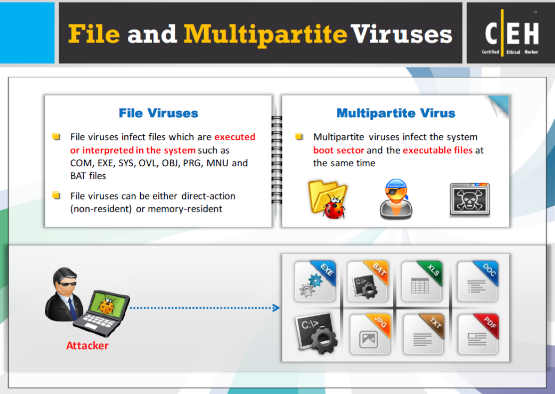 File and Multipartite Viruses
C|EH
Certified Ethical Hacker
File Viruses
File viruses infect files which are executed
or interpreted in the system such as
COM, EXE, SYS, OVL, OBJ, PRG, MNU and
BAT files
File viruses can be either direct-action
(non-resident) or memory-resident
Multipartite Virus
Multipartite viruses infect the system
boot sector and the executable files at
the same time
Attacker
EXE
BAT
XLS
DOC
C:\>
JPG
TXT
PDF